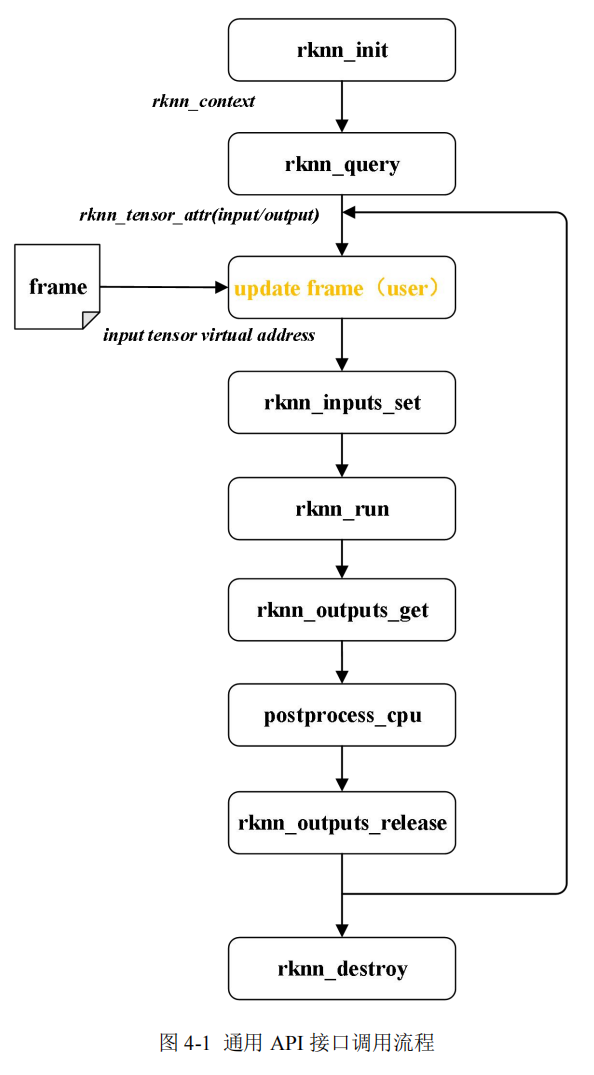 rknn_init
rknn_context
rknn_query
rknn_tensor_attr(input/output)
frame
update frame（user）
input tensor virtual address
rknn_inputs_set
rknn_run
rknn_outputs_get
postprocess_cpu
rknn_outputs_release
rknn_destroy
图 4-1 通用 API 接口调用流程